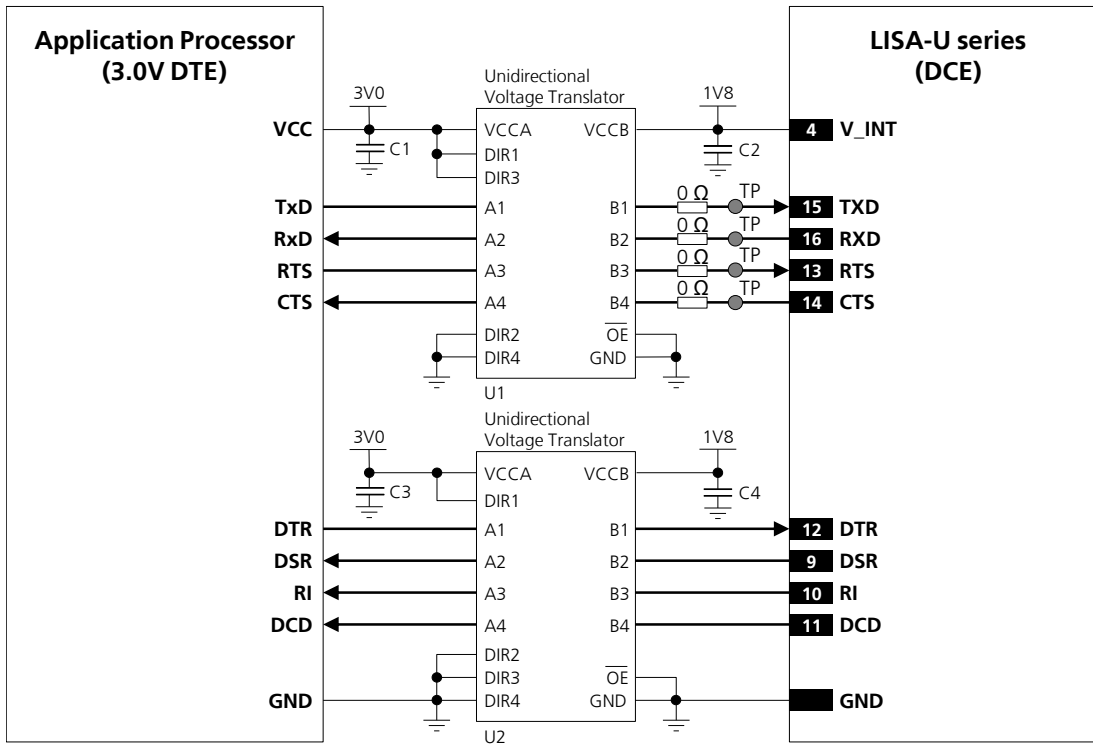 Application Processor
(3.0V DTE)
LISA-U series
(DCE)
Unidirectional
Voltage Translator
3V0
1V8
VCC
VCCA
VCCB
4
V_INT
C1
C2
DIR1
DIR3
TxD
A1
B1
0 Ω
TP
15
TXD
RxD
A2
B2
0 Ω
TP
16
RXD
RTS
A3
B3
0 Ω
TP
13
RTS
CTS
A4
B4
0 Ω
TP
14
CTS
DIR2
OE
DIR4
GND
U1
Unidirectional
Voltage Translator
3V0
1V8
VCCA
VCCB
C3
C4
DIR1
DTR
A1
B1
12
DTR
DSR
A2
B2
9
DSR
RI
A3
B3
10
RI
DCD
A4
B4
11
DCD
DIR2
DIR3
OE
GND
DIR4
GND
GND
U2